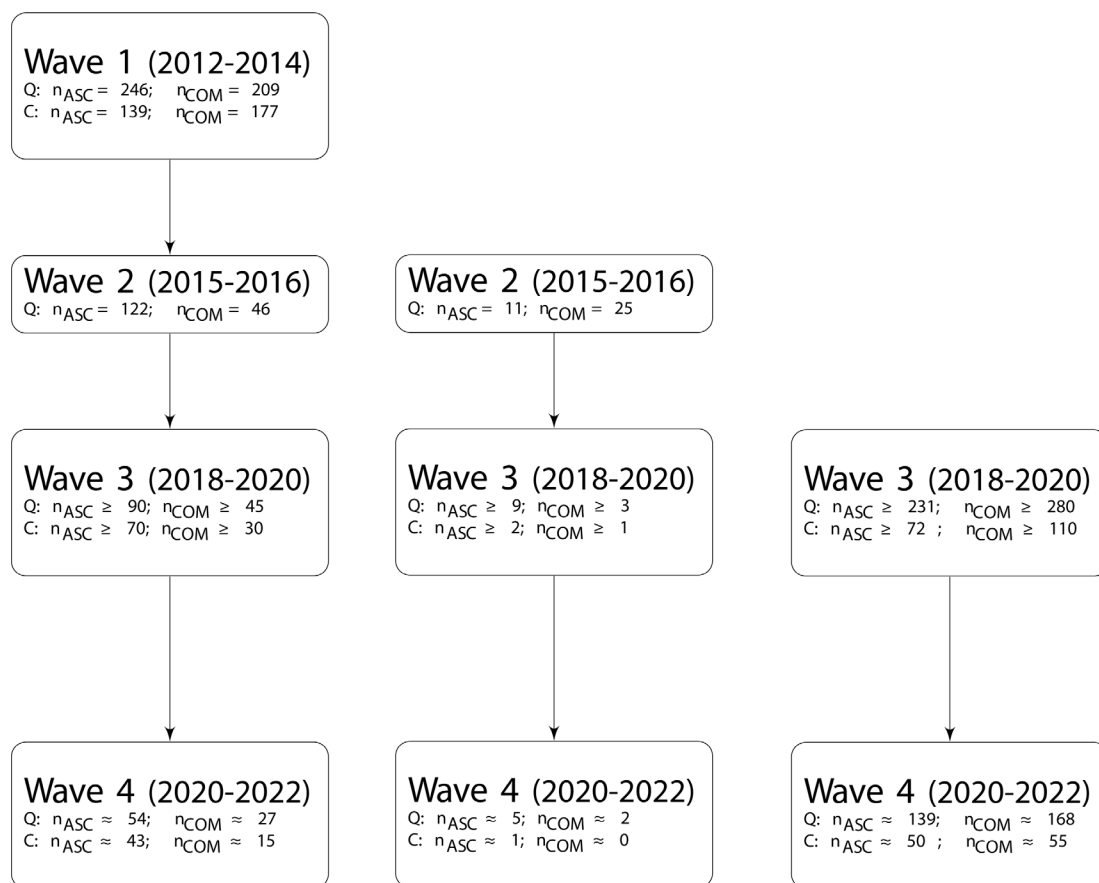 Wave 1 (2012-2014)
Q: nASC = 246; nCOM = 209
C: nASC = 139; nCOM = 177
Wave 2 (2015-2016)
Q: nASC = 122; nCOM = 46
Wave 2 (2015-2016)
Q: nASC = 11; nCOM = 25
Wave 3 (2018-2020)
Q: nASC ≥ 90; nCOM ≥ 45
C: nASC ≥ 70; nCOM ≥ 30
Wave 3 (2018-2020)
Q: nASC ≥ 9; nCOM ≥ 3
C: nASC ≥ 2; nCOM ≥ 1
Wave 3 (2018-2020)
Q: nASC ≥ 231; nCOM ≥ 280
C: nASC ≥ 72 ; nCOM ≥ 110
Wave 4 (2020-2022)
Q: nASC ≈ 54; nCOM ≈ 27
C: nASC ≈ 43; nCOM ≈ 15
Wave 4 (2020-2022)
Q: nASC ≈ 5; nCOM ≈ 2
C: nASC ≈ 1; nCOM ≈ 0
Wave 4 (2020-2022)
Q: nASC ≈ 139; nCOM ≈ 168
C: nASC ≈ 50 ; nCOM ≈ 55